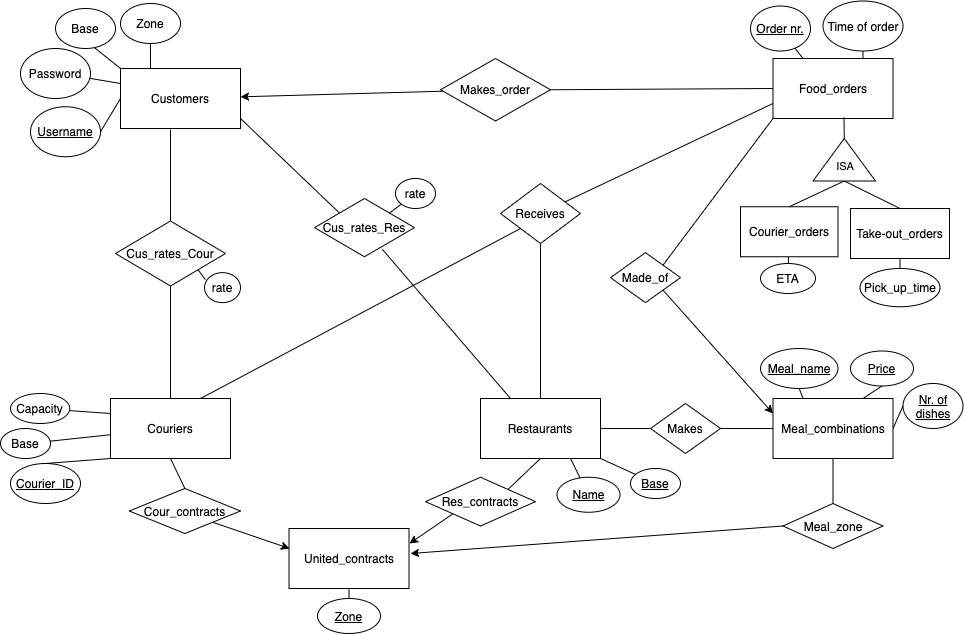 Zone
Base
Order nr.
Time of order
Password
Customers
Makes_order
Food_orders
Username
ISA
rate
Receives
Cus_rates_Res
Courier_orders
Take-out_orders
Cus_rates_Cour
Made_of
ETA
rate
Pick_up_time
Meal_name
Price
Nr. of
dishes
Capacity
Couriers
Restaurants
Makes
Meal_combinations
Base
Courier_ID
Name
Base
Cour_contracts
Res_contracts
Meal_zone
United_contracts
Zone